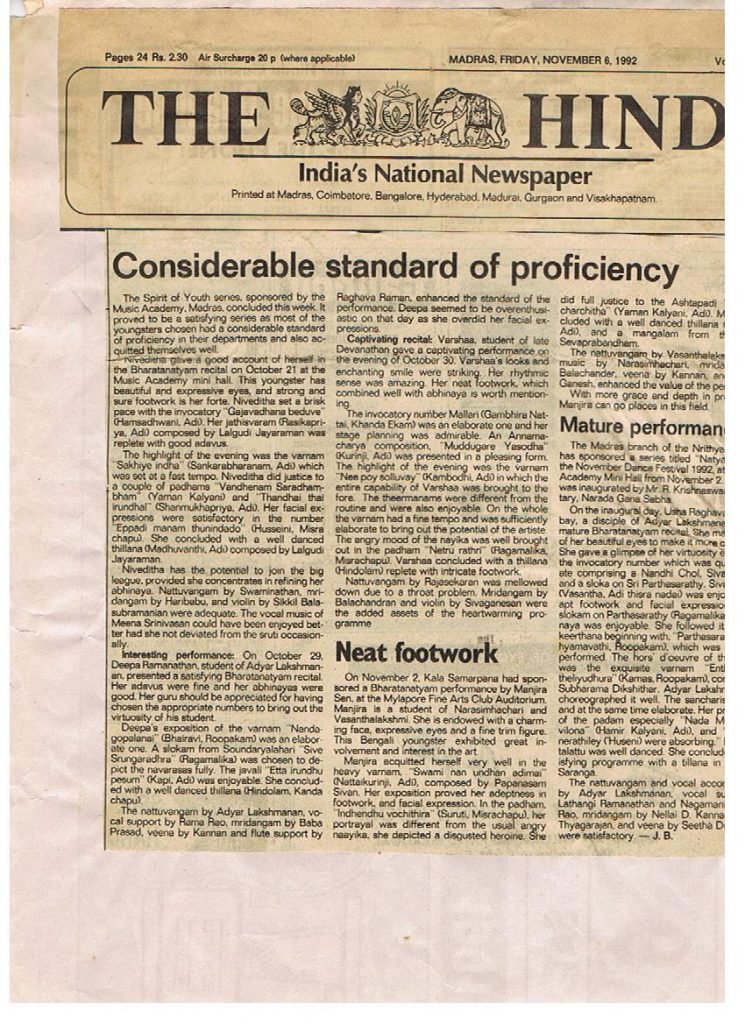 Pages 24 Rs. 2.30 Air Surcharge 20 p (where applicable)
MADRAS, FRIDAY, NOVEMBER 6, 1992
THE HIND
India's National Newspaper
Printed at Madras, Coimbatore, Bangalore, Hyderabad, Madurai, Gurgaon and Visakhapatnam.
Considerable standard of proficiency
The Spirit of Youth series, sponsored by the
Music Academy, Madras, concluded this week. It
proved to be a satisfying series as most of the
youngsters chosen had a considerable standard
of proficiency in their departments and also ac-
quitted themselves well.
Niveditha gave a good account of herself in
the Bharatanatyam recital on October 21 at the
Music Academy mini hall. This youngster has
beautiful and expressive eyes, and strong and
sure footwork is her forte. Niveditha set a brisk
pace with the invocatory "Gajavadhana beduve"
(Hamsadhwani, Adi). Her jathisvaram (Rasikapri-
ya, Adi) composed by Lalgudi Jayaraman was
replete with good adavus.
The highlight of the evening was the varnam
"Sakhiye indha" (Sankarabharanam, Adi) which
was set at a fast tempo. Niveditha did justice to
a couple of padhams "Vandhenam Saradham-
bham" (Yaman Kalyani) and "Thandhai thai
irundhal" (Shanmukhapriya, Adi). Her facial ex-
pressions were satisfactory in the number
"Eppadi manam thunindado" (Husseini, Misra
chapu). She concluded with a well danced
thillana (Madhuvanthi, Adi) composed by Lalgudi
Jayaraman.
Niveditha has the potential to join the big
league, provided she concentrates in refining her
abhinaya. Nattuvangam by Swaminathan, mri-
dangam by Haribabu, and violin by Sikkil Bala-
subramanian were adequate. The vocal music of
Meena Srinivasan could have been enjoyed bet-
ter had she not deviated from the sruti occasion-
ally.
Interesting performance: On October 29,
Deepa Ramanathan, student of Adyar Lakshman-
an, presented a satisfying Bharatanatyam recital.
Her adavus were fine and her abhinayas were
good. Her guru should be appreciated for having
chosen the appropriate numbers to bring out the
virtuosity of his student.
Deepa's exposition of the varnam "Nanda-
gopalanai" (Bhairavi, Roopakam) was an elabor-
ate one. A slokam from Soundaryalahari "Sive
Srungaradhra" (Ragamalika) was chosen to de-
pict the navarasas fully. The javali "Etta irundhu
pesum" (Kapi, Adi) was enjoyable. She conclud-
ed with a well danced thillana (Hindolam, Kanda
chapu).
The nattuvangam by Adyar Lakshmanan, vo-
cal support by Rama Rao, mridangam by Baba
Prasad, veena by Kannan and flute support by
Raghava Raman, enhanced the standard of the
performance. Deepa seemed to be overenthusi-
astic on that day as she overdid her facial ex-
pressions.
Captivating recital: Varshaa, student of late
Devanathan gave a captivating performance on
the evening of October 30. Varshaa's looks and
enchanting smile were striking. Her rhythmic
sense was amazing. Her neat footwork, which
combined well with abhinaya is worth mention-
ing.
The invocatory number Mallari (Gambhira Nat-
tai, Khanda Ekam) was an elaborate one and her
stage planning was admirable. An Annama-
charya composition, "Muddugare Yasodha"
(Kurinji, Adi) was presented in a pleasing form.
The highlight of the evening was the varnam
"Nee poy solluvay" (Kambodhi, Adi) in which the
entire capability of Varshaa was brought to the
fore. The theermanams were different from the
routine and were also enjoyable. On the whole
the varnam had a fine tempo and was sufficiently
elaborate to bring out the potential of the artiste.
The angry mood of the nayika was well brought
out in the padham "Netru rathri" (Ragamalika,
Misrachapu). Varshaa concluded with a thillana
(Hindolam) replete with intricate footwork.
Nattuvangam by Rajasekaran was mellowed
down due to a throat problem. Mridangam by
Balachandran and violin by Sivaganesen were
the added assets of the heartwarming pro-
gramme
Neat footwork
On November 2, Kala Samarpana had spon-
sored a Bharatanatyam performance by Manjira
Sen, at the Mylapore Fine Arts Club Auditorium.
Manjira is a student of Narasimhachari and
Vasanthalakshmi. She is endowed with a charm-
ing face, expressive eyes and a fine trim figure.
This Bengali youngster exhibited great in-
volvement and interest in the art.
Manjira acquitted herself very well in the
heavy varnam, "Swami nan undhan adimai"
(Nattaikurinji, Adi), composed by Papanasam
Sivan. Her exposition proved her adeptness in
footwork, and facial expression. In the padham,
"Indhendhu vochithira" (Suruti, Misrachapu), her
portrayal was different from the usual angry
naayika, she depicted a disgusted heroine. She
did full justice to the Ashtapadi
charchitha" (Yaman Kalyani, Adi). M
cluded with a well danced thillana (
Adi), and a mangalam from th
Sevaprabandham.
The nattuvangam by Vasanthalaks
music by Narasimhachari, mrida
Balachander, veena by Kannan, an
Ganesh, enhanced the value of the pe
With more grace and depth in pr
Manjira can go places in this field.
Mature performan
The Madras branch of the Nrithya
has sponsored a series titled "Natya
the November Dance Festival 1992, at
Academy Mini Hall from November 2.
was inaugurated by Mr. R. Krishnaswa
tary, Narada Gana Sabha.
On the inaugural day, Usha Raghava
bay, a disciple of Adyar Lakshmana
mature Bharatanatyam recital. She ma
of her beautiful eyes to make it more c
She gave a glimpse of her virtuosity e
the invocatory number which was qu
ate comprising a Nandhi Chol, Siva
and a sloka on Sri Parthasarathy. Siv
(Vasantha, Adi thisra nadai) was enjo
apt footwork and facial expressio
slokam on Parthasarathy (Ragamalika
naya was enjoyable. She followed it
keerthana beginning with, "Parthasara
hyamavathi, Roopakam), which was
performed. The hors d'oeuvre of th
was the exquisite varnam "Enth
theliyudhura" (Kamas, Roopakam), co
Subharama Dikshithar. Adyar Lakshm
choreographed it well. The sancharis
and at the same time elaborate. Her pr
of the padam especially "Nada M
vilona" (Hamir Kalyani, Adi), and
nerathiley (Huseni) were absorbing."
talattu was well danced. She conclud
isfying programme with a tillana in
Saranga.
The nattuvangam and vocal accor
by Adyar Lakshmanan, vocal su
Lathangi Ramanathan and Nagamani
Rao, mridangam by Nellai D. Kanna
Thyagarajan, and veena by Seetha D
were satisfactory. — J. B.